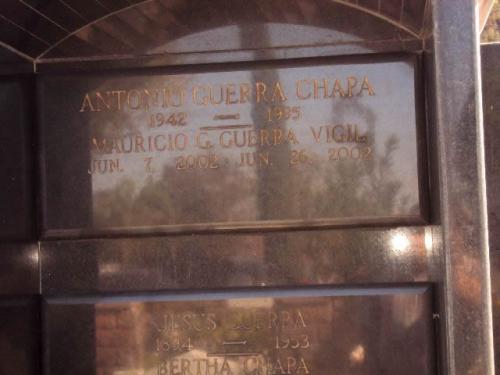 ANTONIO GUERRA CHAPA
1942 — 1995
MAURICIO G. GUERRA VIGIL
JUN. 7, 2002 - JUN. 26, 2002
JESUS GUERRA
1894 — 1953
BERTHA CHAPA